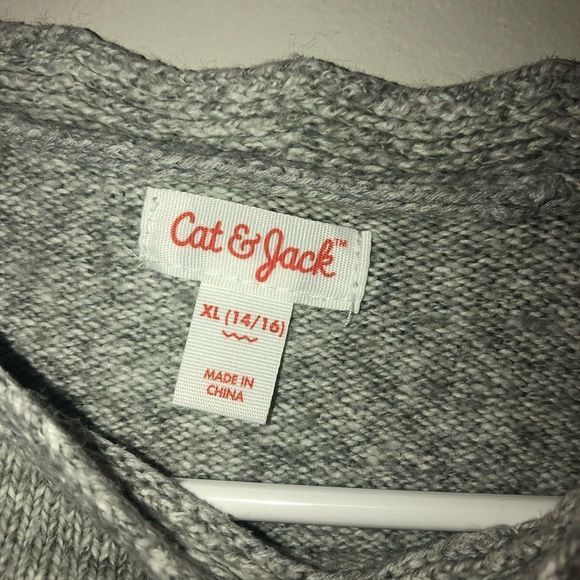 Cat & Jack™
XL (14/16)
MADE IN
CHINA